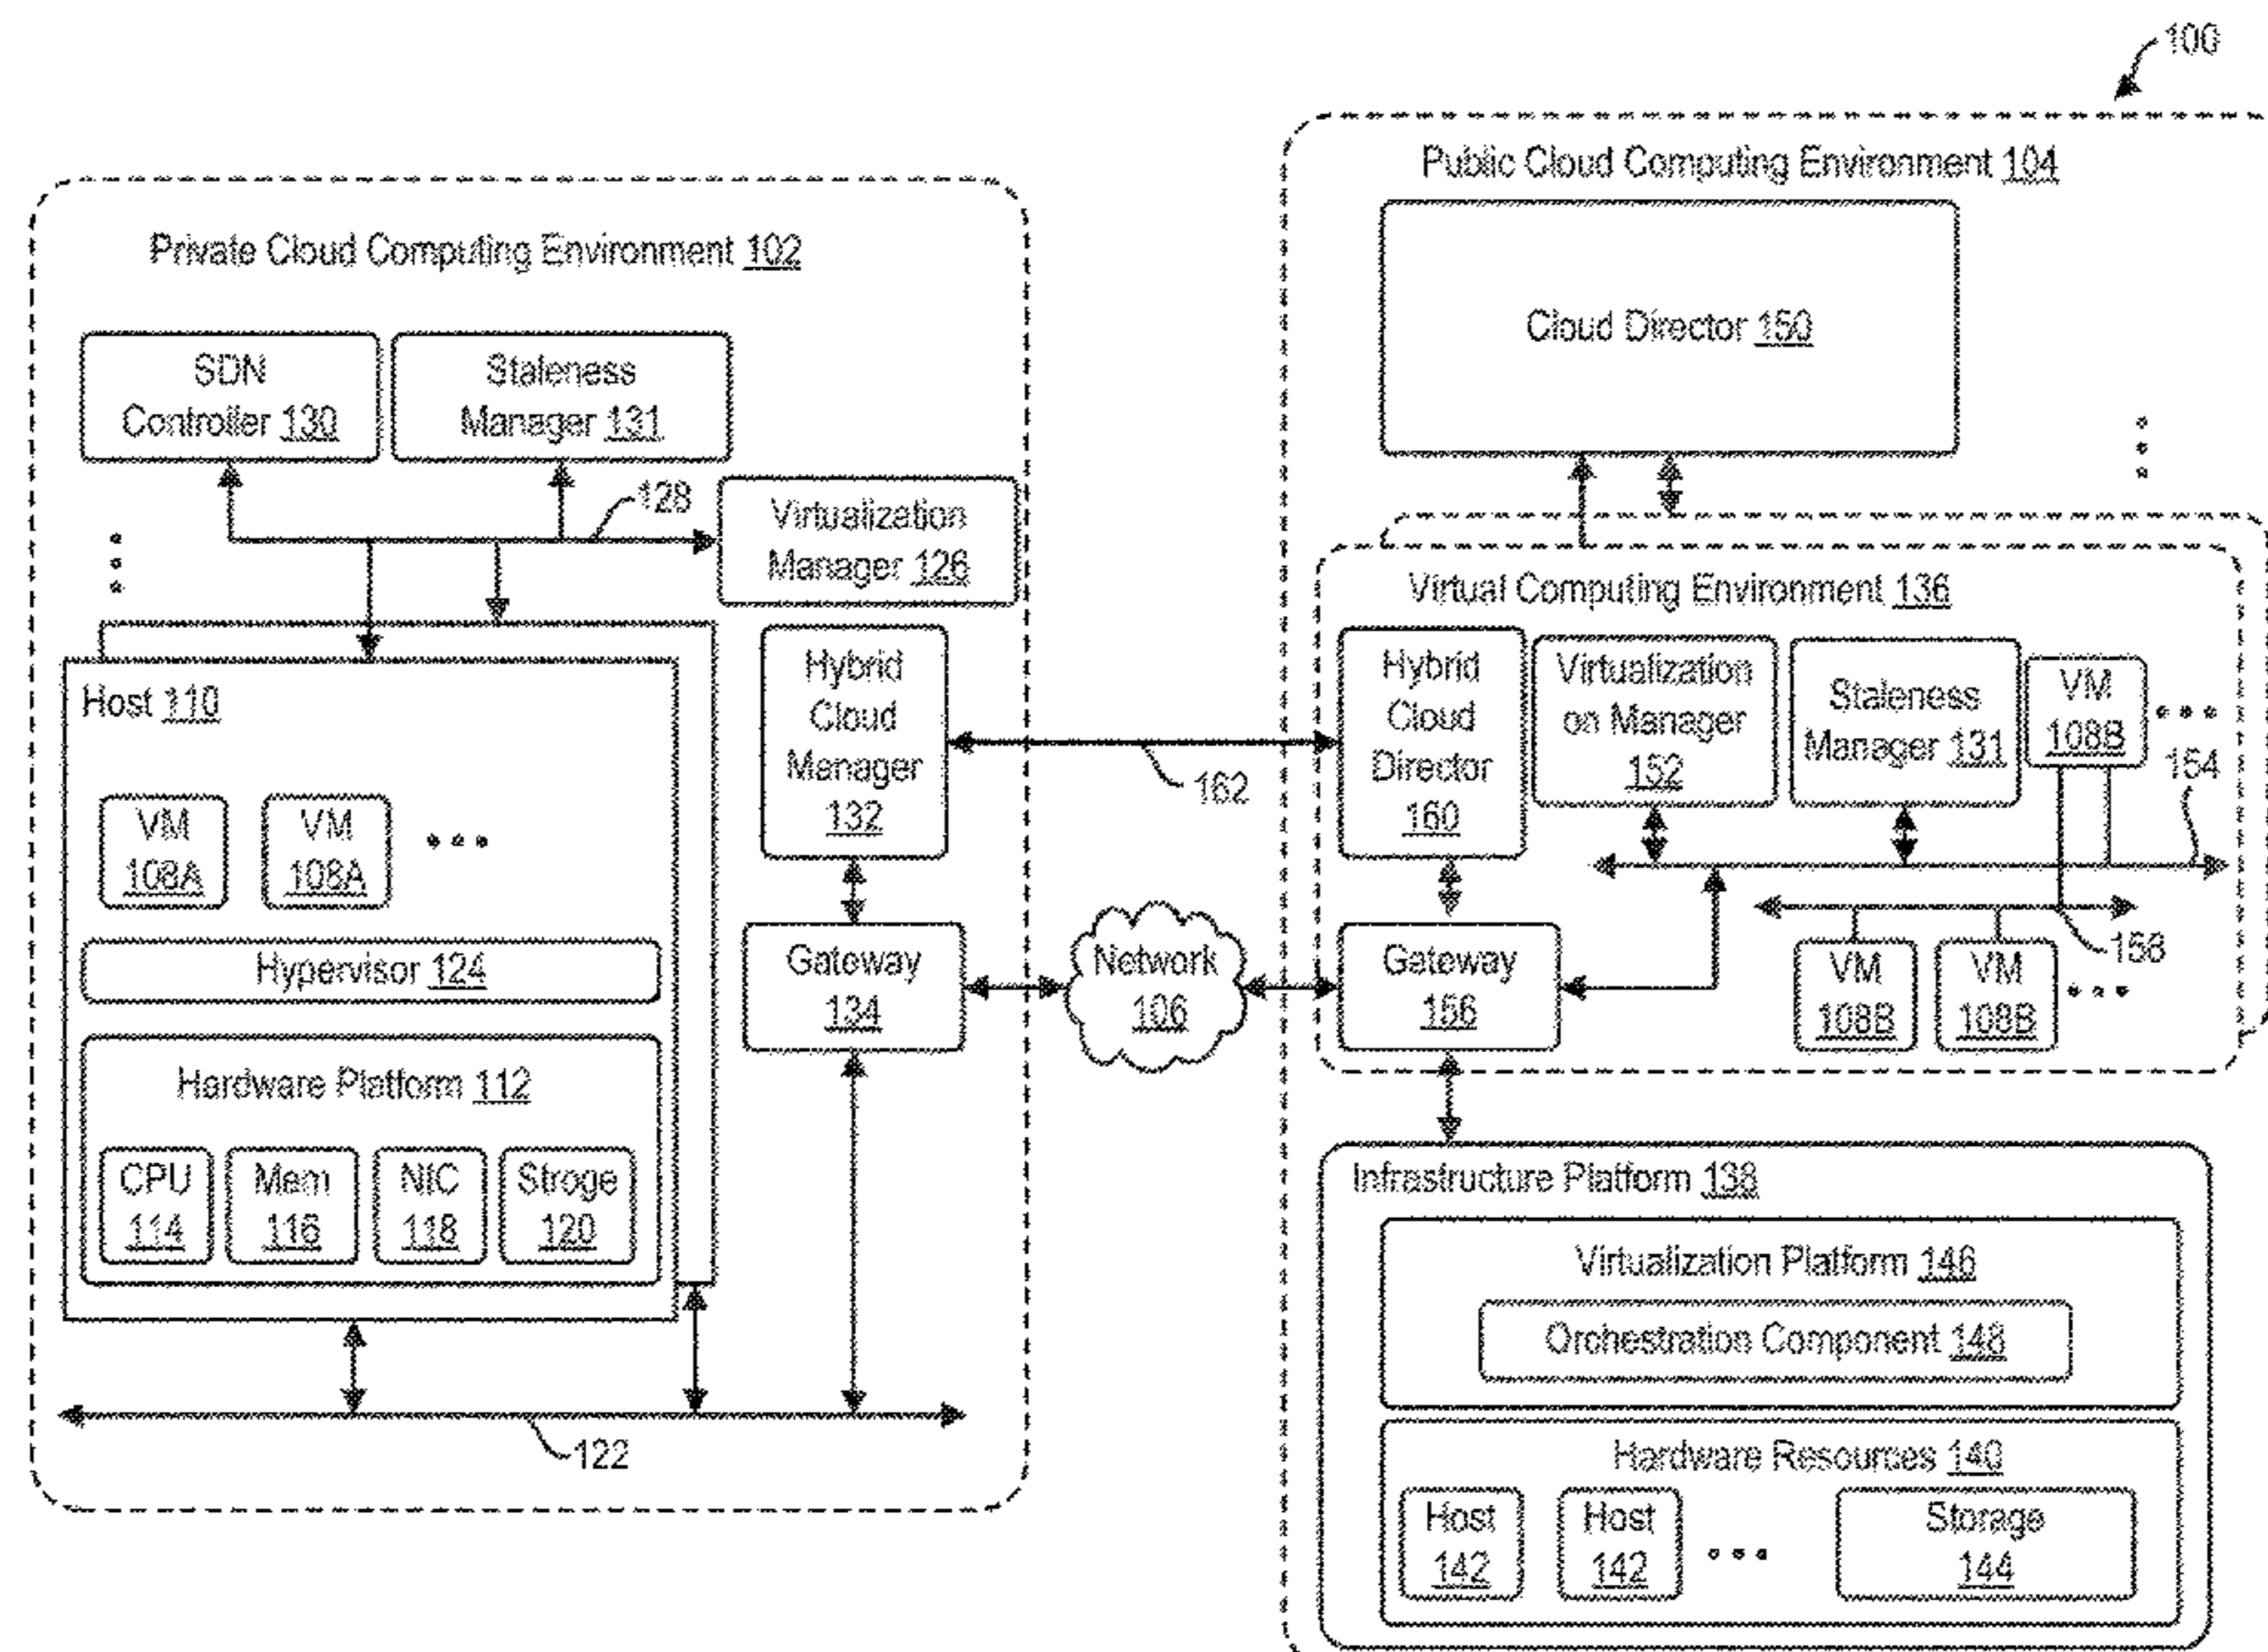 100
Public Cloud Computing Environment 104
Cloud Director 150
Private Cloud Computing Environment 102
SDN
Controller 130
Staleness
Manager 131
128
Virtualization
Manager 126
Host 110
VM
108A
VM
108A
Hypervisor 124
Hardware Platform 112
CPU
114
Mem
116
NIC
118
Stroge
120
122
Hybrid
Cloud
Manager
132
Gateway
134
162
Network
106
Virtual Computing Environment 136
Hybrid
Cloud
Director
160
Virtualization
on Manager
152
Staleness
Manager 131
VM
108B
154
158
Gateway
156
VM
108B
VM
108B
Infrastructure Platform 138
Virtualization Platform 146
Orchestration Component 148
Hardware Resources 140
Host
142
Host
142
Storage
144